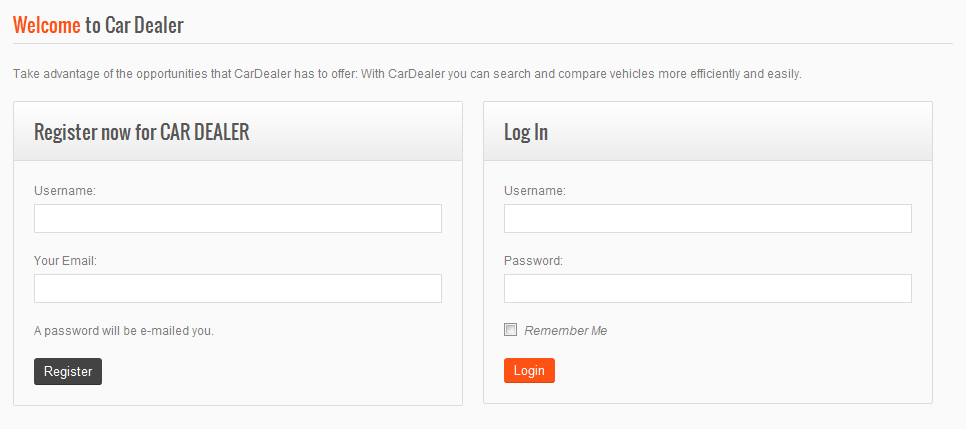 Welcome to Car Dealer
Take advantage of the opportunities that CarDealer has to offer: With CarDealer you can search and compare vehicles more efficiently and easily.
Register now for CAR DEALER
Username:
Your Email:
A password will be e-mailed you.
Register
Log In
Username:
Password:
Remember Me
Login